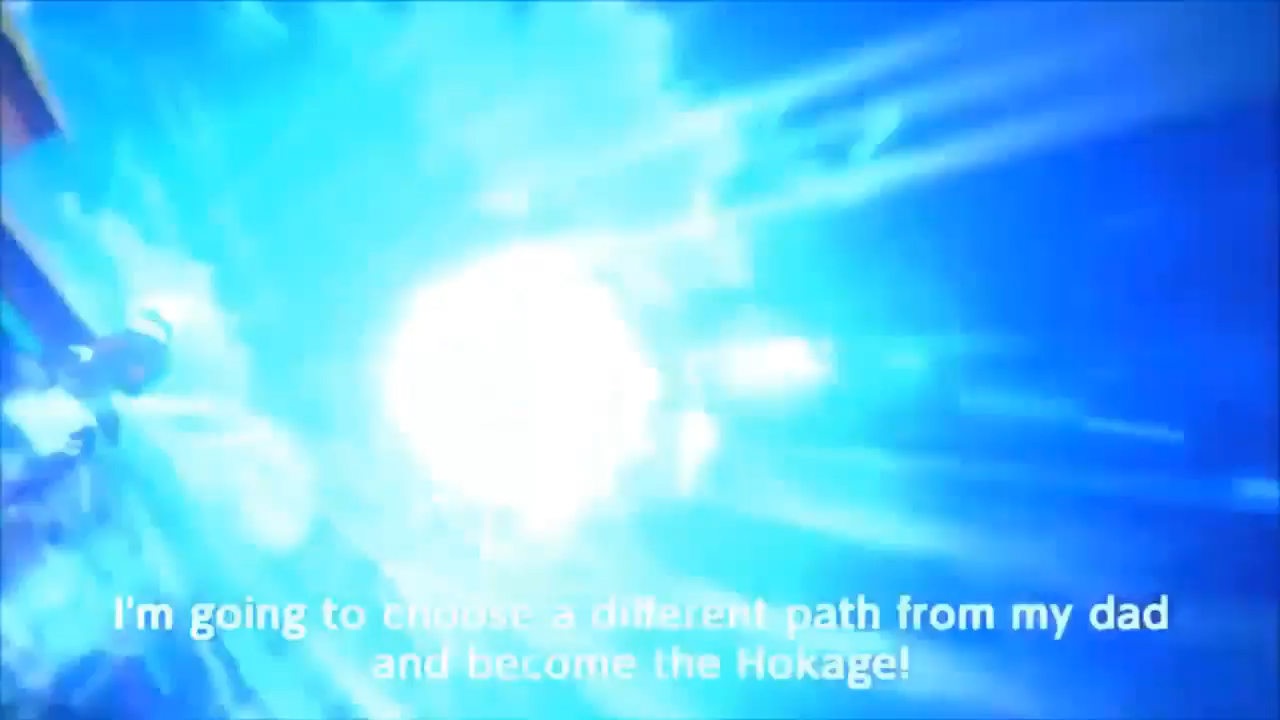 I'm going to choose a different path from my dad
and become the Hokage!